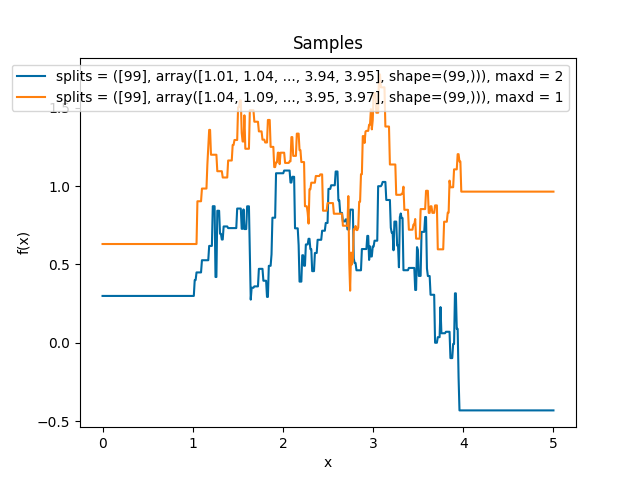 Samples
splits = ([99], array([1.01, 1.04, ..., 3.94, 3.95], shape=(99,))), maxd = 2
splits = ([99], array([1.04, 1.09, ..., 3.95, 3.97], shape=(99,))), maxd = 1
1.0
0.5
0.0
−0.5
f(x)
0
1
2
3
4
5
x